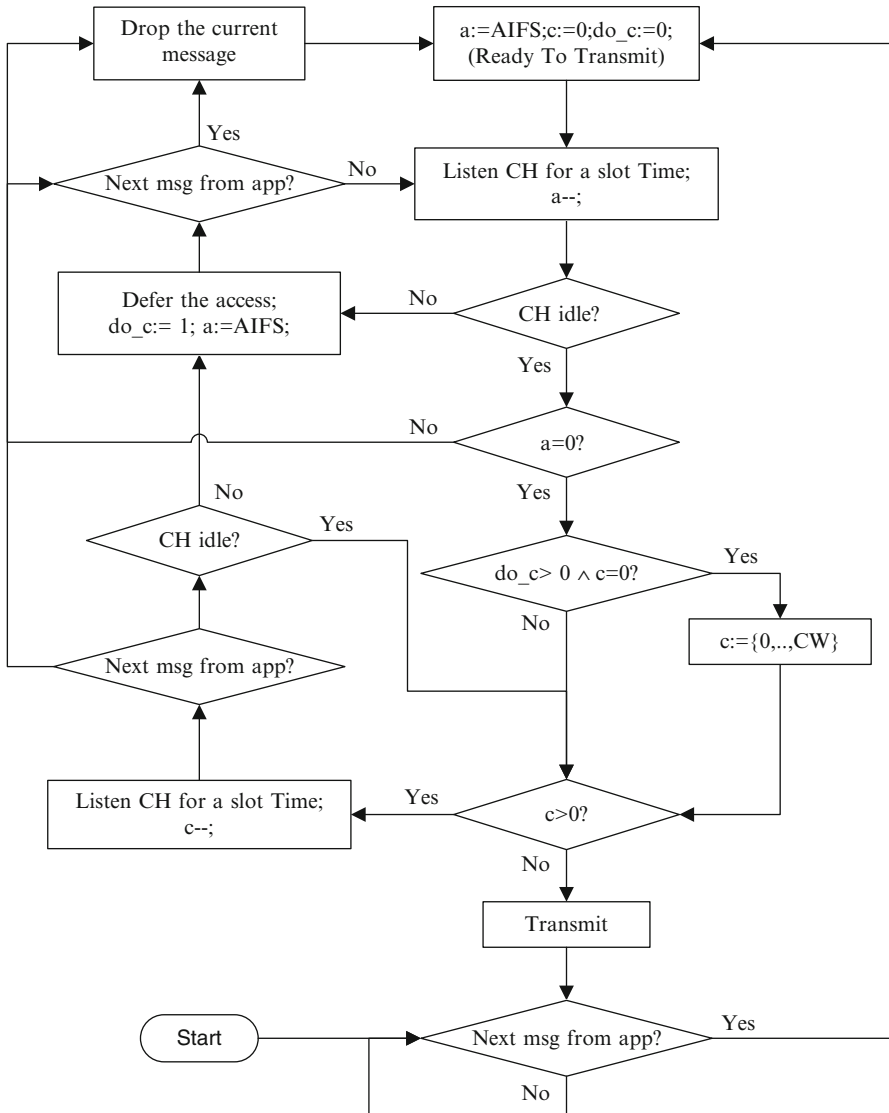 Drop the current
message
a:=AIFS;c:=0;do_c:=0;
(Ready To Transmit)
Yes
Next msg from app?
No
Listen CH for a slot Time;
a--;
Defer the access;
do_c:= 1; a:=AIFS;
No
CH idle?
Yes
No
a=0?
Yes
No
CH idle?
Yes
do_c> 0 ∧ c=0?
Yes
No
c:={0,..,CW}
Next msg from app?
Listen CH for a slot Time;
c--;
Yes
c>0?
No
Transmit
Start
Next msg from app?
Yes
No